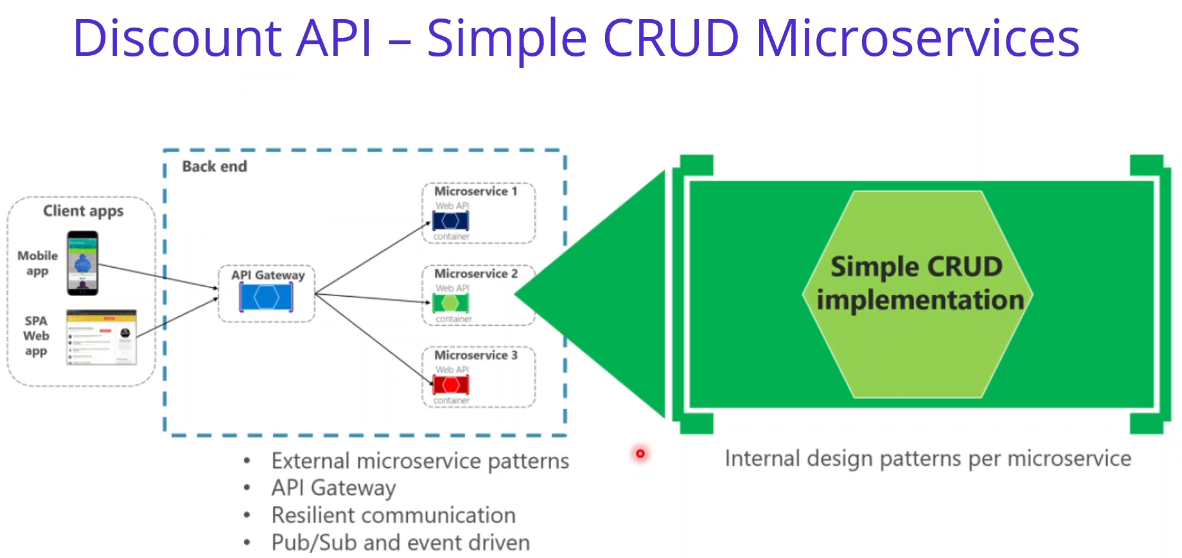 Discount API – Simple CRUD Microservices
Back end
Client apps
Mobile
app
SPA
Web
app
API Gateway
Microservice 1
Web API
container
Microservice 2
Web API
container
Microservice 3
Web API
container
Simple CRUD
implementation
• External microservice patterns
• API Gateway
• Resilient communication
• Pub/Sub and event driven
Internal design patterns per microservice